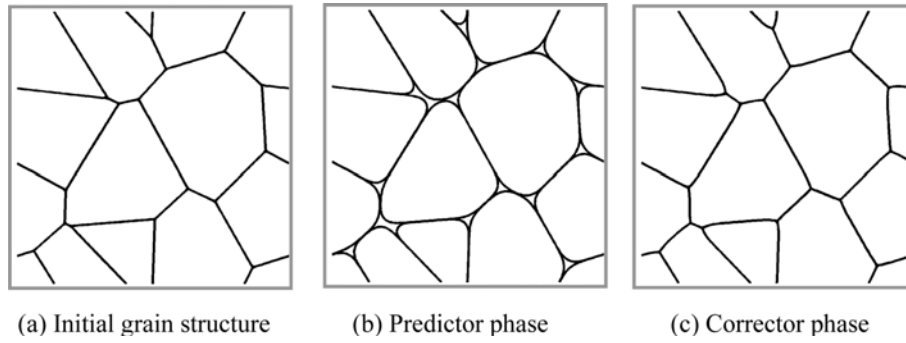 (a) Initial grain structure
(b) Predictor phase
(c) Corrector phase